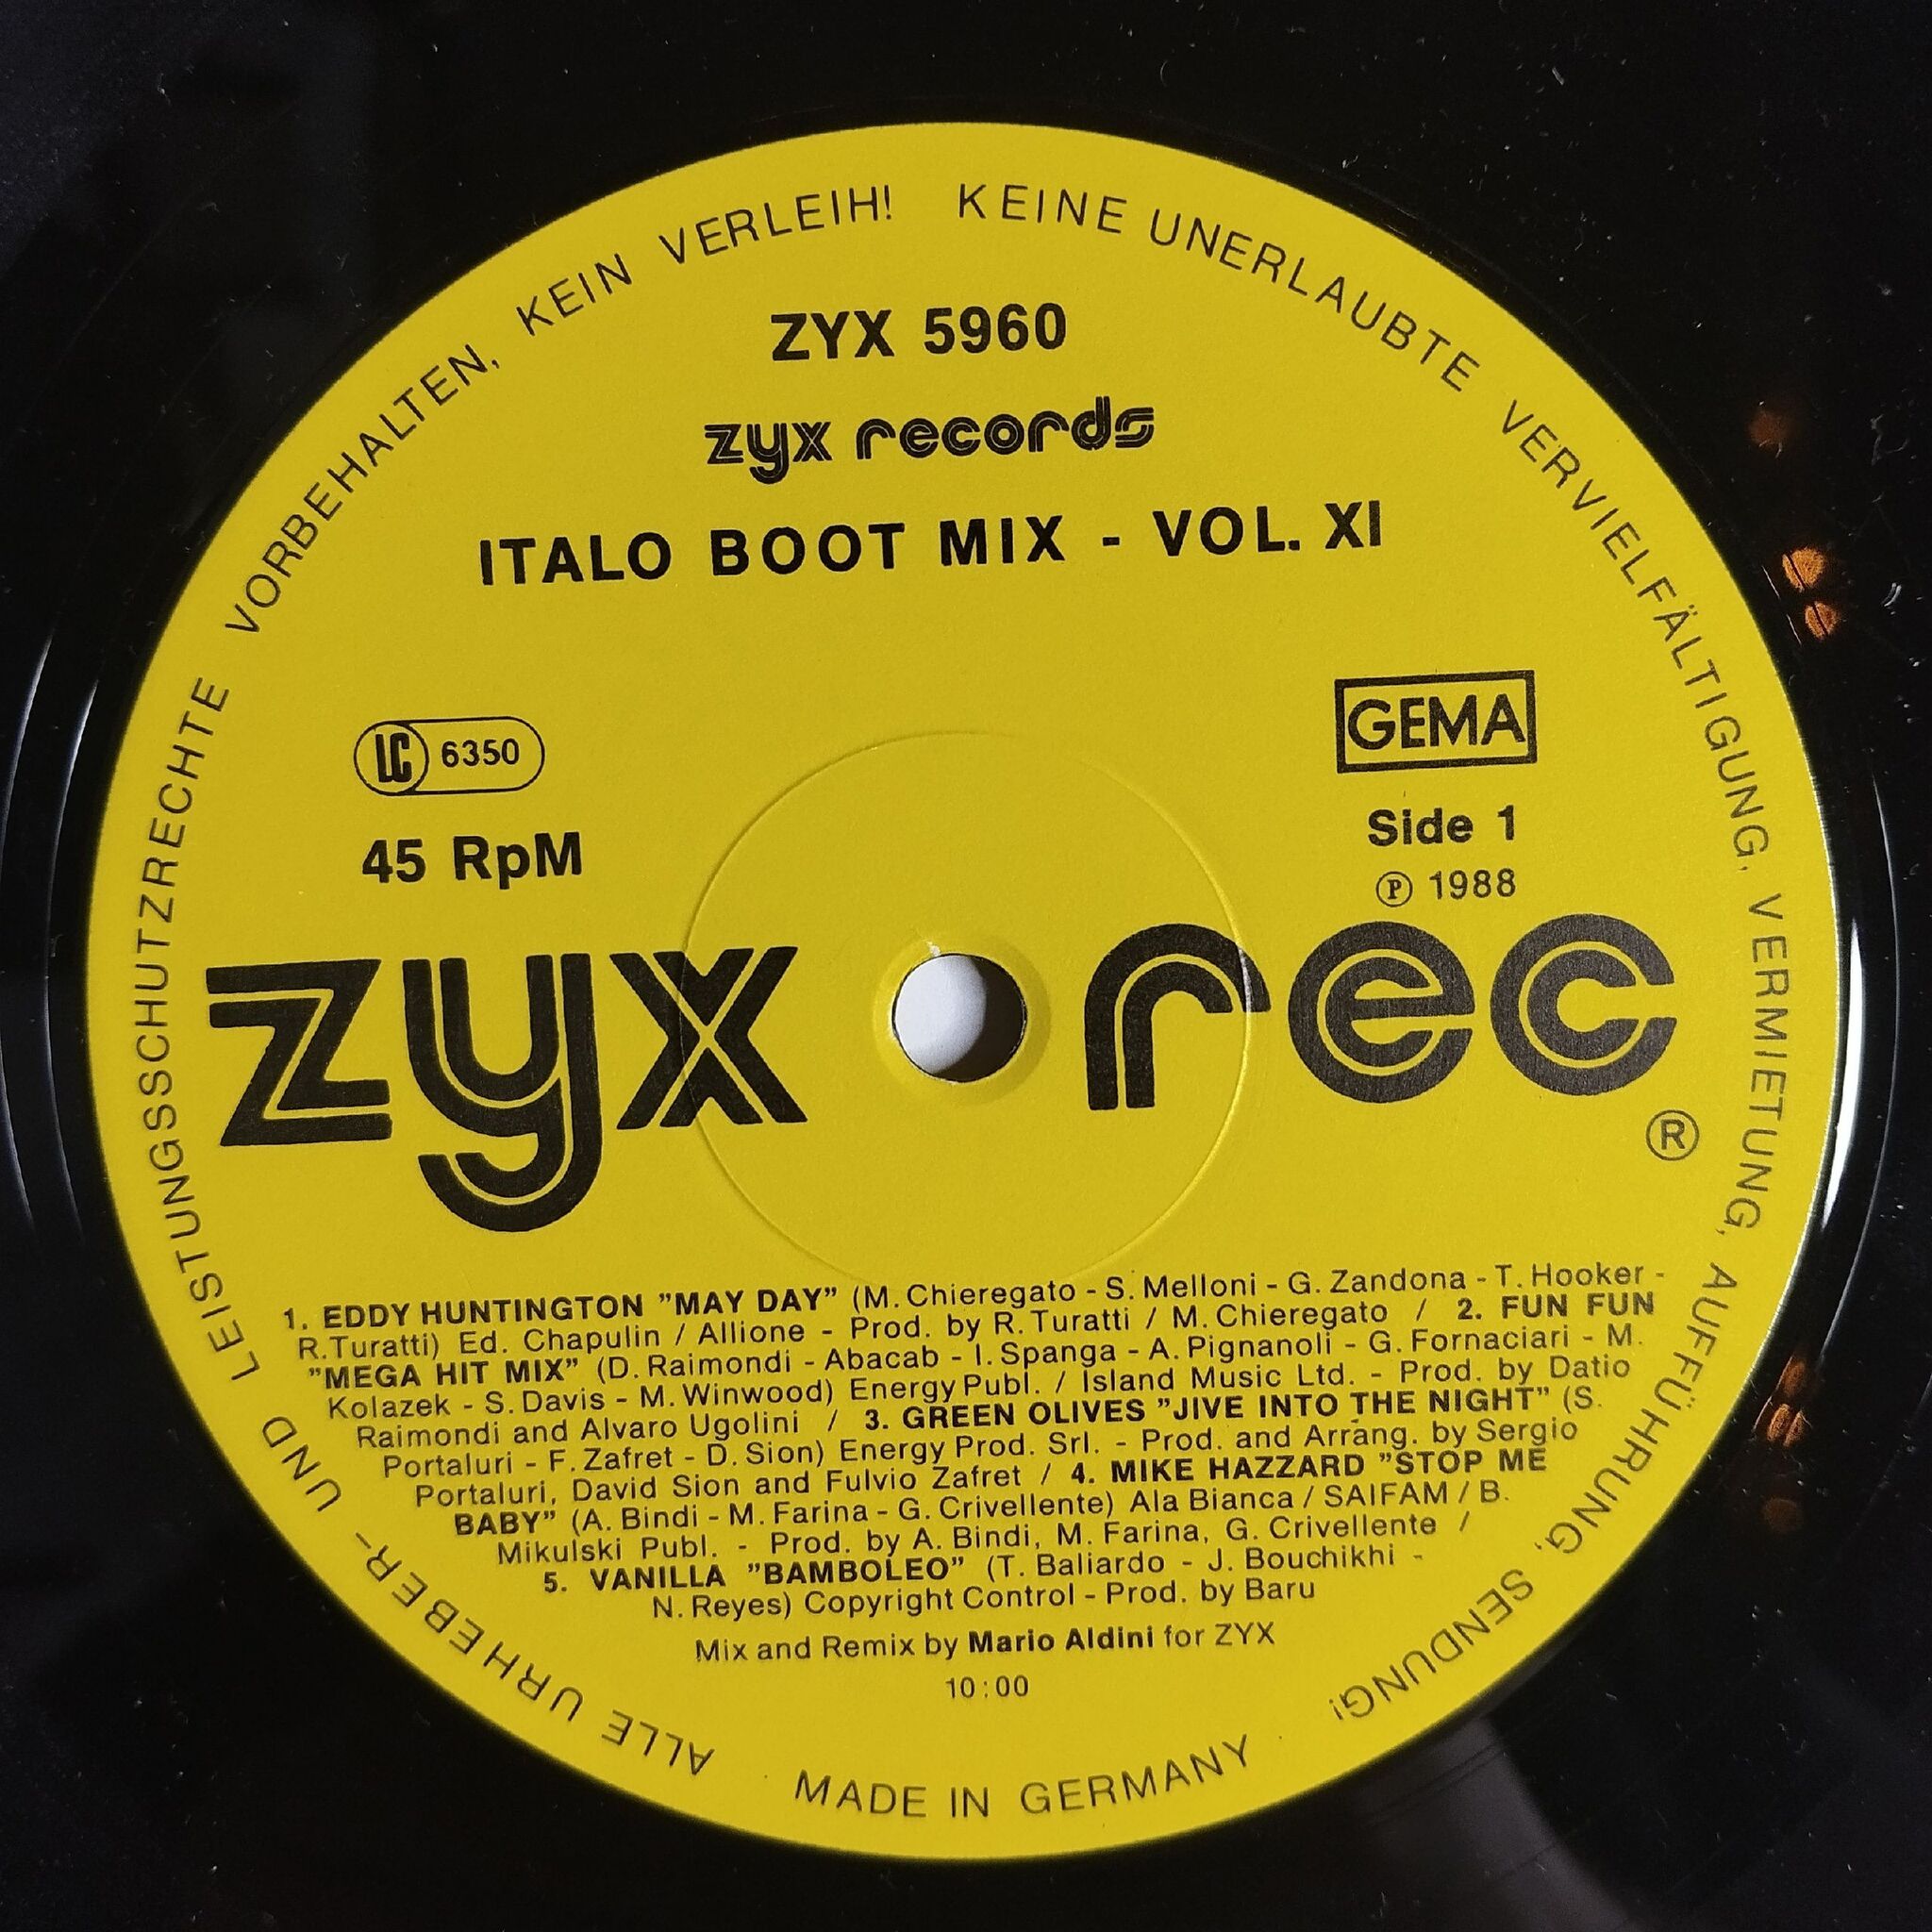 ALLE URHEBER- UND LEISTUNGSSCHUTZRECHTE VORBEHALTEN, KEIN VERLEIH! KEINE UNERLAUBTE VERVIELFÄLTIGUNG, VERMIETUNG, AUFFÜHRUNG, SENDUNG!
ZYX 5960
zyx records
ITALO BOOT MIX - VOL. XI
LC 6350
GEMA
45 RpM
Side 1
℗ 1988
zyx rec ®
1. EDDY HUNTINGTON "MAY DAY" (M. Chieregato - S. Melloni - G. Zandona - T. Hooker -
R.Turatti) Ed. Chapulin / Allione - Prod. by R. Turatti / M. Chieregato / 2. FUN FUN
"MEGA HIT MIX" (D. Raimondi - Abacab - I. Spanga - A. Pignanoli - G. Fornaciari - M.
Kolazek - S. Davis - M. Winwood) Energy Publ. / Island Music Ltd. - Prod. by Datio
Raimondi and Alvaro Ugolini / 3. GREEN OLIVES "JIVE INTO THE NIGHT" (S.
Portaluri - F. Zafret - D. Sion) Energy Prod. Srl. - Prod. and Arrang. by Sergio
Portaluri, David Sion and Fulvio Zafret / 4. MIKE HAZZARD "STOP ME
BABY" (A. Bindi - M. Farina - G. Crivellente) Ala Bianca / SAIFAM / B.
Mikulski Publ. - Prod. by A. Bindi, M. Farina, G. Crivellente /
5. VANILLA "BAMBOLEO" (T. Baliardo - J. Bouchikhi -
N. Reyes) Copyright Control - Prod. by Baru
Mix and Remix by Mario Aldini for ZYX
10:00
MADE IN GERMANY